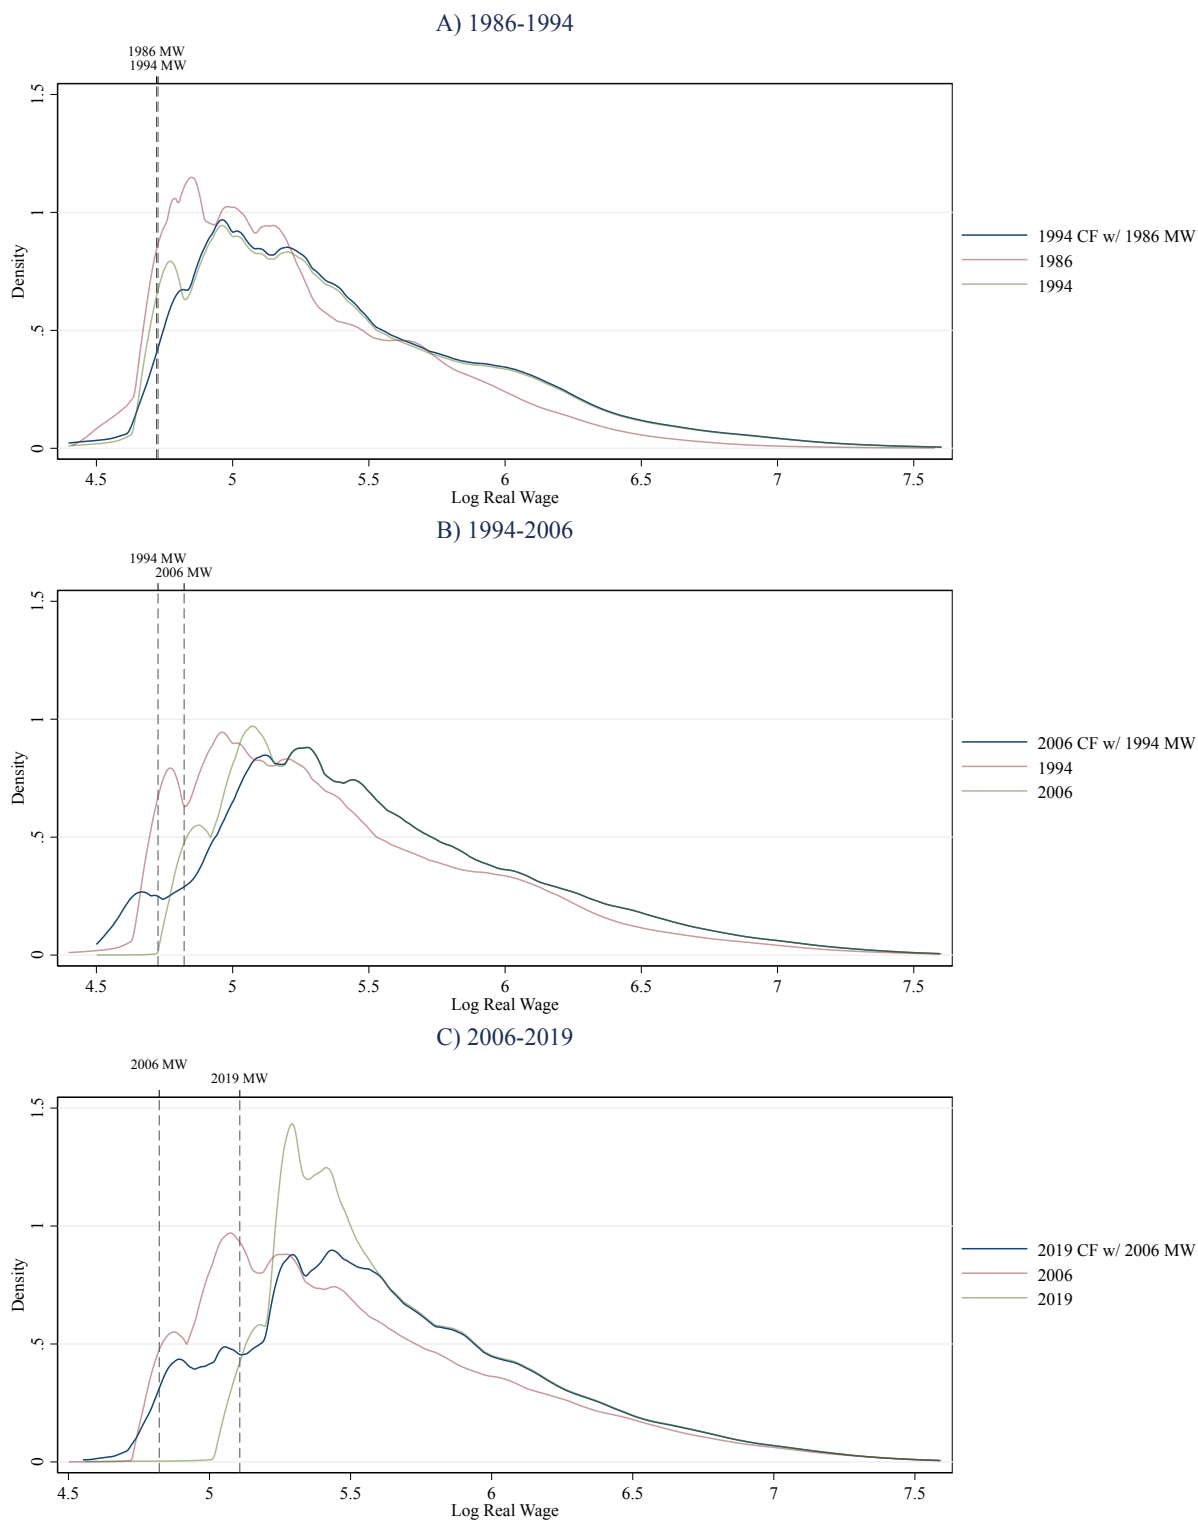 A) 1986-1994
1986 MW
1994 MW
1.5
1
.5
0
Density
4.5 5 5.5 6 6.5 7 7.5
Log Real Wage
1994 CF w/ 1986 MW
1986
1994
B) 1994-2006
1994 MW
2006 MW
1.5
1
.5
0
Density
4.5 5 5.5 6 6.5 7 7.5
Log Real Wage
2006 CF w/ 1994 MW
1994
2006
C) 2006-2019
2006 MW
2019 MW
1.5
1
.5
0
Density
4.5 5 5.5 6 6.5 7 7.5
Log Real Wage
2019 CF w/ 2006 MW
2006
2019